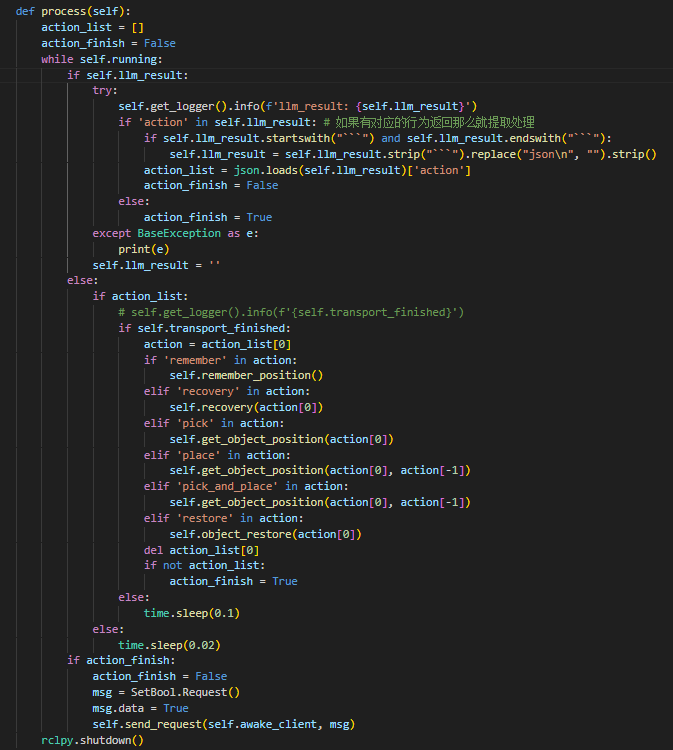 def process(self):
    action_list = []
    action_finish = False
    while self.running:
        if self.llm_result:
            try:
                self.get_logger().info(f'llm_result: {self.llm_result}')
                if 'action' in self.llm_result: # 如果有对应的行为返回那么就提取处理
                    if self.llm_result.startswith("```") and self.llm_result.endswith("```"):
                        self.llm_result = self.llm_result.strip("```").replace("json\n", "").strip()
                    action_list = json.loads(self.llm_result)['action']
                    action_finish = False
                else:
                    action_finish = True
            except BaseException as e:
                print(e)
            self.llm_result = ''
        else:
            if action_list:
                # self.get_logger().info(f'{self.transport_finished}')
                if self.transport_finished:
                    action = action_list[0]
                    if 'remember' in action:
                        self.remember_position()
                    elif 'recovery' in action:
                        self.recovery(action[0])
                    elif 'pick' in action:
                        self.get_object_position(action[0])
                    elif 'place' in action:
                        self.get_object_position(action[0], action[-1])
                    elif 'pick_and_place' in action:
                        self.get_object_position(action[0], action[-1])
                    elif 'restore' in action:
                        self.object_restore(action[0])
                    del action_list[0]
                    if not action_list:
                        action_finish = True
                else:
                    time.sleep(0.1)
            else:
                time.sleep(0.02)
        if action_finish:
            action_finish = False
            msg = SetBool.Request()
            msg.data = True
            self.send_request(self.awake_client, msg)
    rclpy.shutdown()